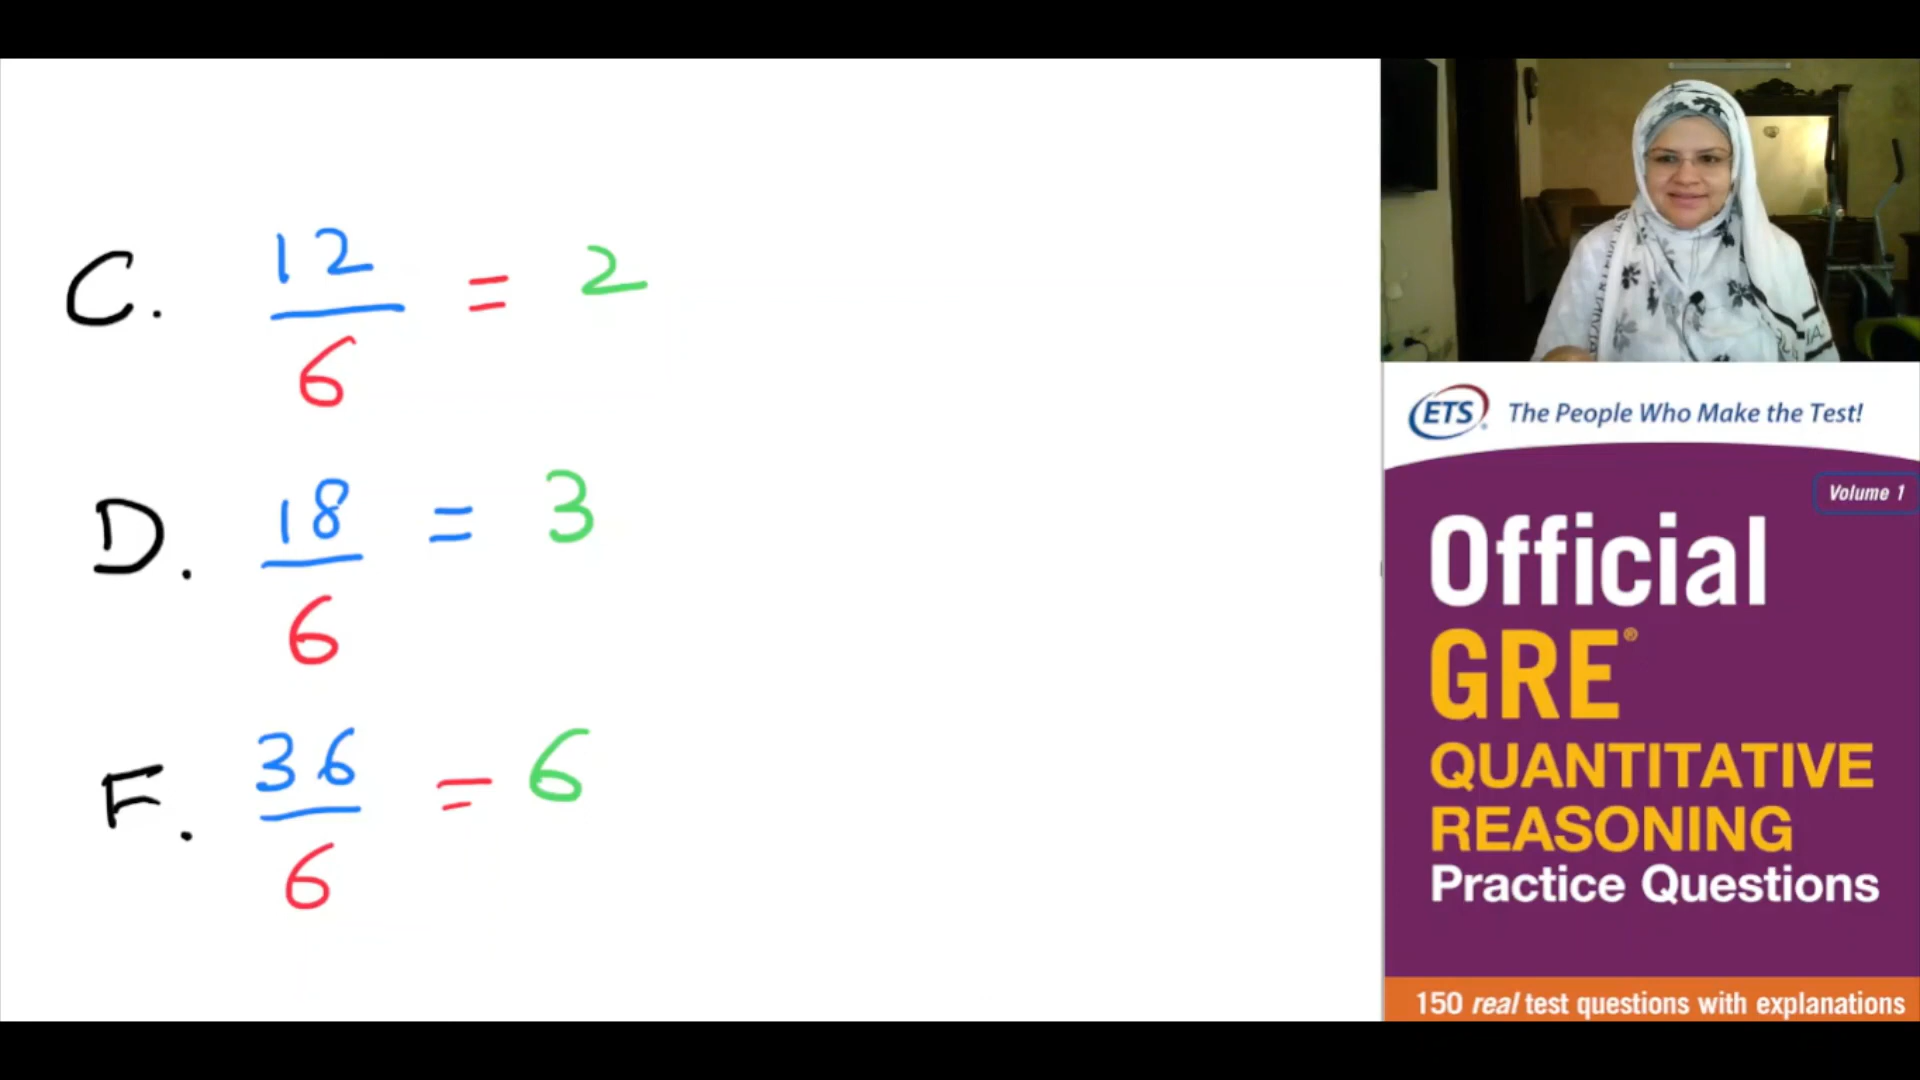 C. 12/6 = 2
D. 18/6 = 3
F. 36/6 = 6
ETS® The People Who Make the Test!
Volume 1
Official
GRE®
QUANTITATIVE
REASONING
Practice Questions
150 real test questions with explanations